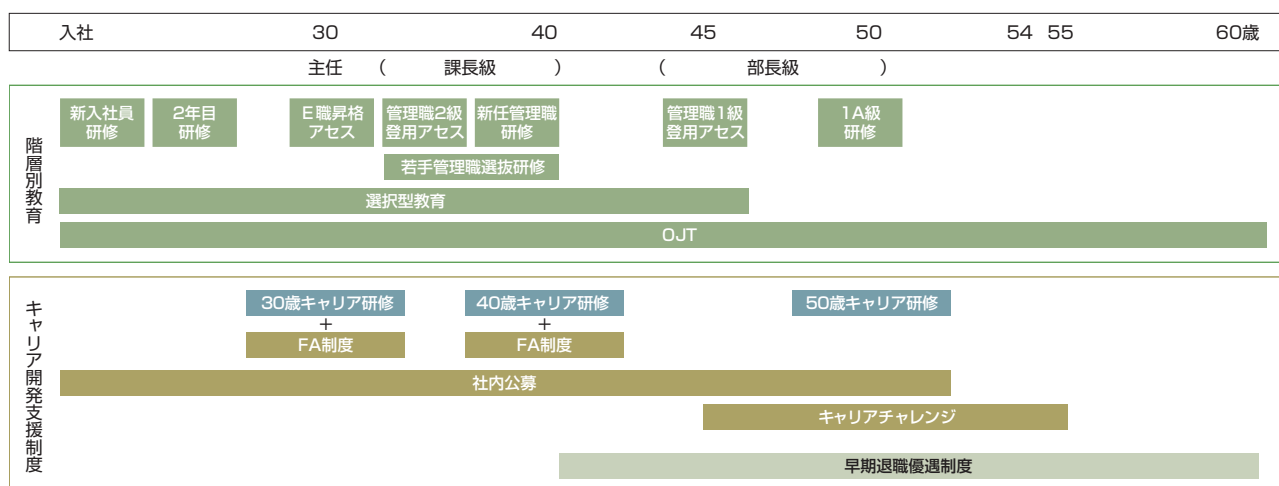 入社 30 40 45 50 54 55 60歳
主任 ( 課長級 ) ( 部長級 )
階層別教育
新入社員
研修
2年目
研修
E職昇格
アセス
管理職2級
登用アセス
新任管理職
研修
管理職1級
登用アセス
1A級
研修
若手管理職選抜研修
選択型教育
OJT
キャリア開発支援制度
30歳キャリア研修
+
FA制度
40歳キャリア研修
+
FA制度
50歳キャリア研修
社内公募
キャリアチャレンジ
早期退職優遇制度